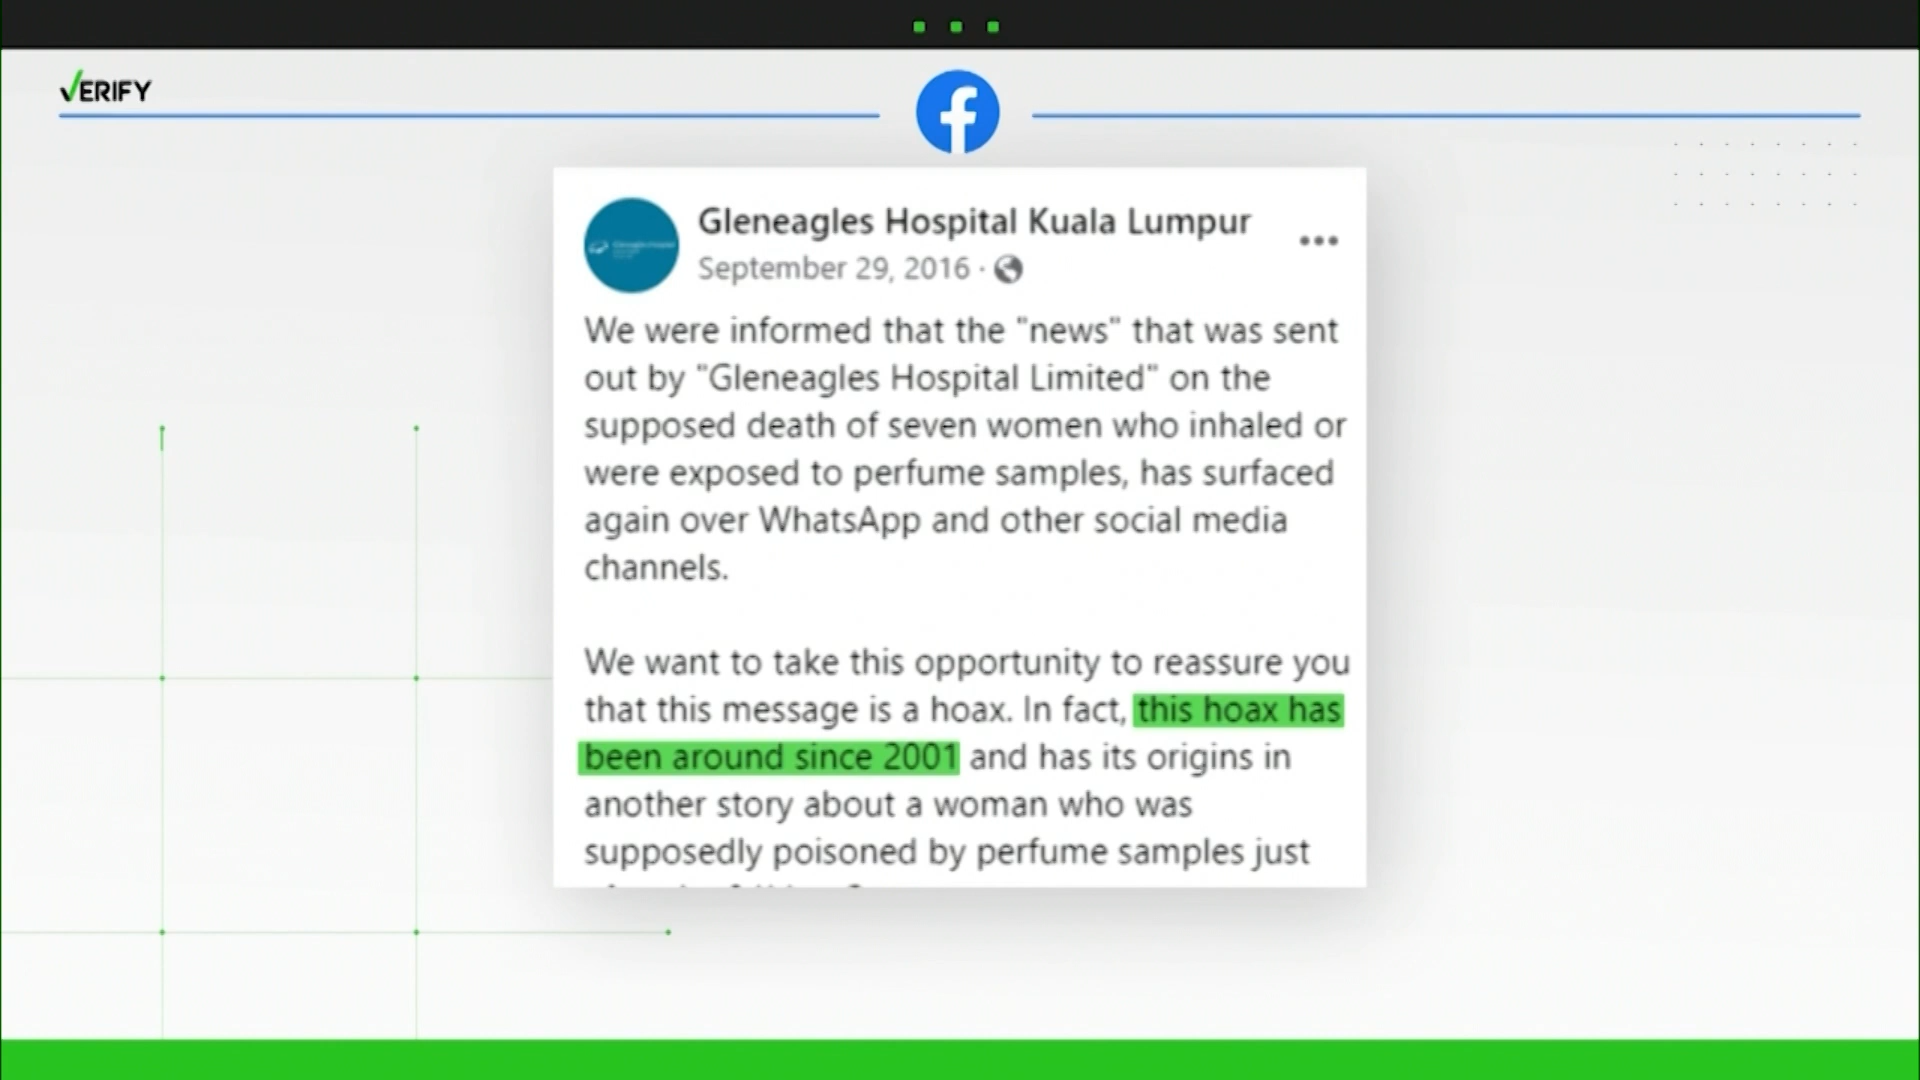 VERIFY
Gleneagles Hospital Kuala Lumpur
September 29, 2016 ·
We were informed that the "news" that was sent
out by "Gleneagles Hospital Limited" on the
supposed death of seven women who inhaled or
were exposed to perfume samples, has surfaced
again over WhatsApp and other social media
channels.
We want to take this opportunity to reassure you
that this message is a hoax. In fact, this hoax has
been around since 2001 and has its origins in
another story about a woman who was
supposedly poisoned by perfume samples just